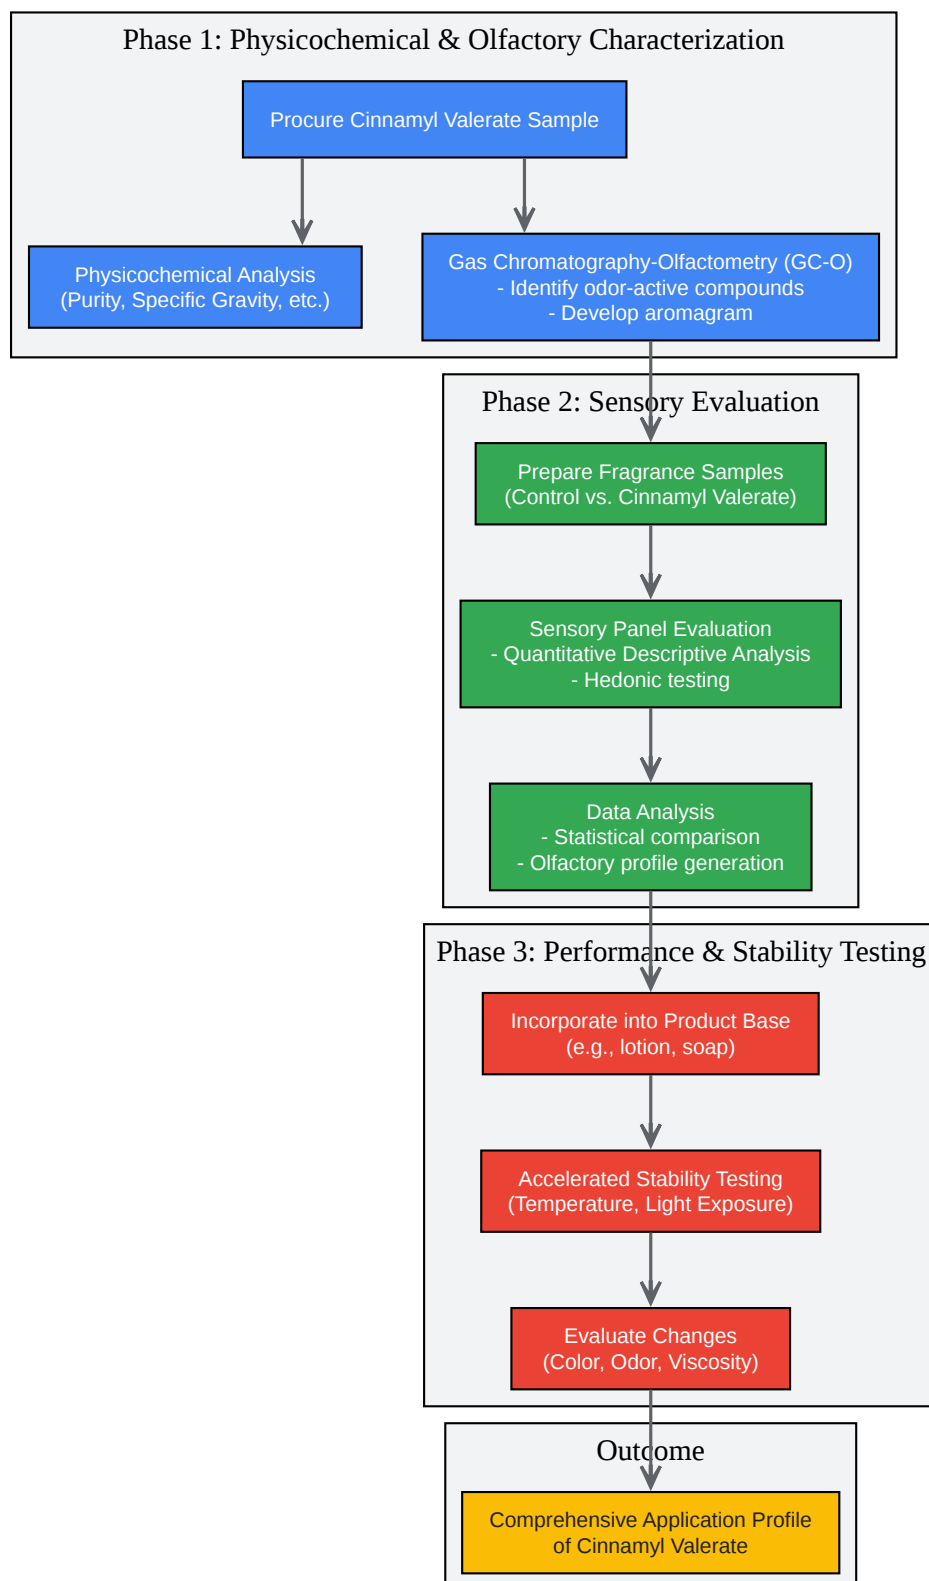 Phase 1: Physicochemical & Olfactory Characterization
Procure Cinnamyl Valerate Sample
Physicochemical Analysis
(Purity, Specific Gravity, etc.)
Gas Chromatography-Olfactometry (GC-O)
- Identify odor-active compounds
- Develop aromagram
Phase 2: Sensory Evaluation
Prepare Fragrance Samples
(Control vs. Cinnamyl Valerate)
Sensory Panel Evaluation
- Quantitative Descriptive Analysis
- Hedonic testing
Data Analysis
- Statistical comparison
- Olfactory profile generation
Phase 3: Performance & Stability Testing
Incorporate into Product Base
(e.g., lotion, soap)
Accelerated Stability Testing
(Temperature, Light Exposure)
Evaluate Changes
(Color, Odor, Viscosity)
Outcome
Comprehensive Application Profile
of Cinnamyl Valerate